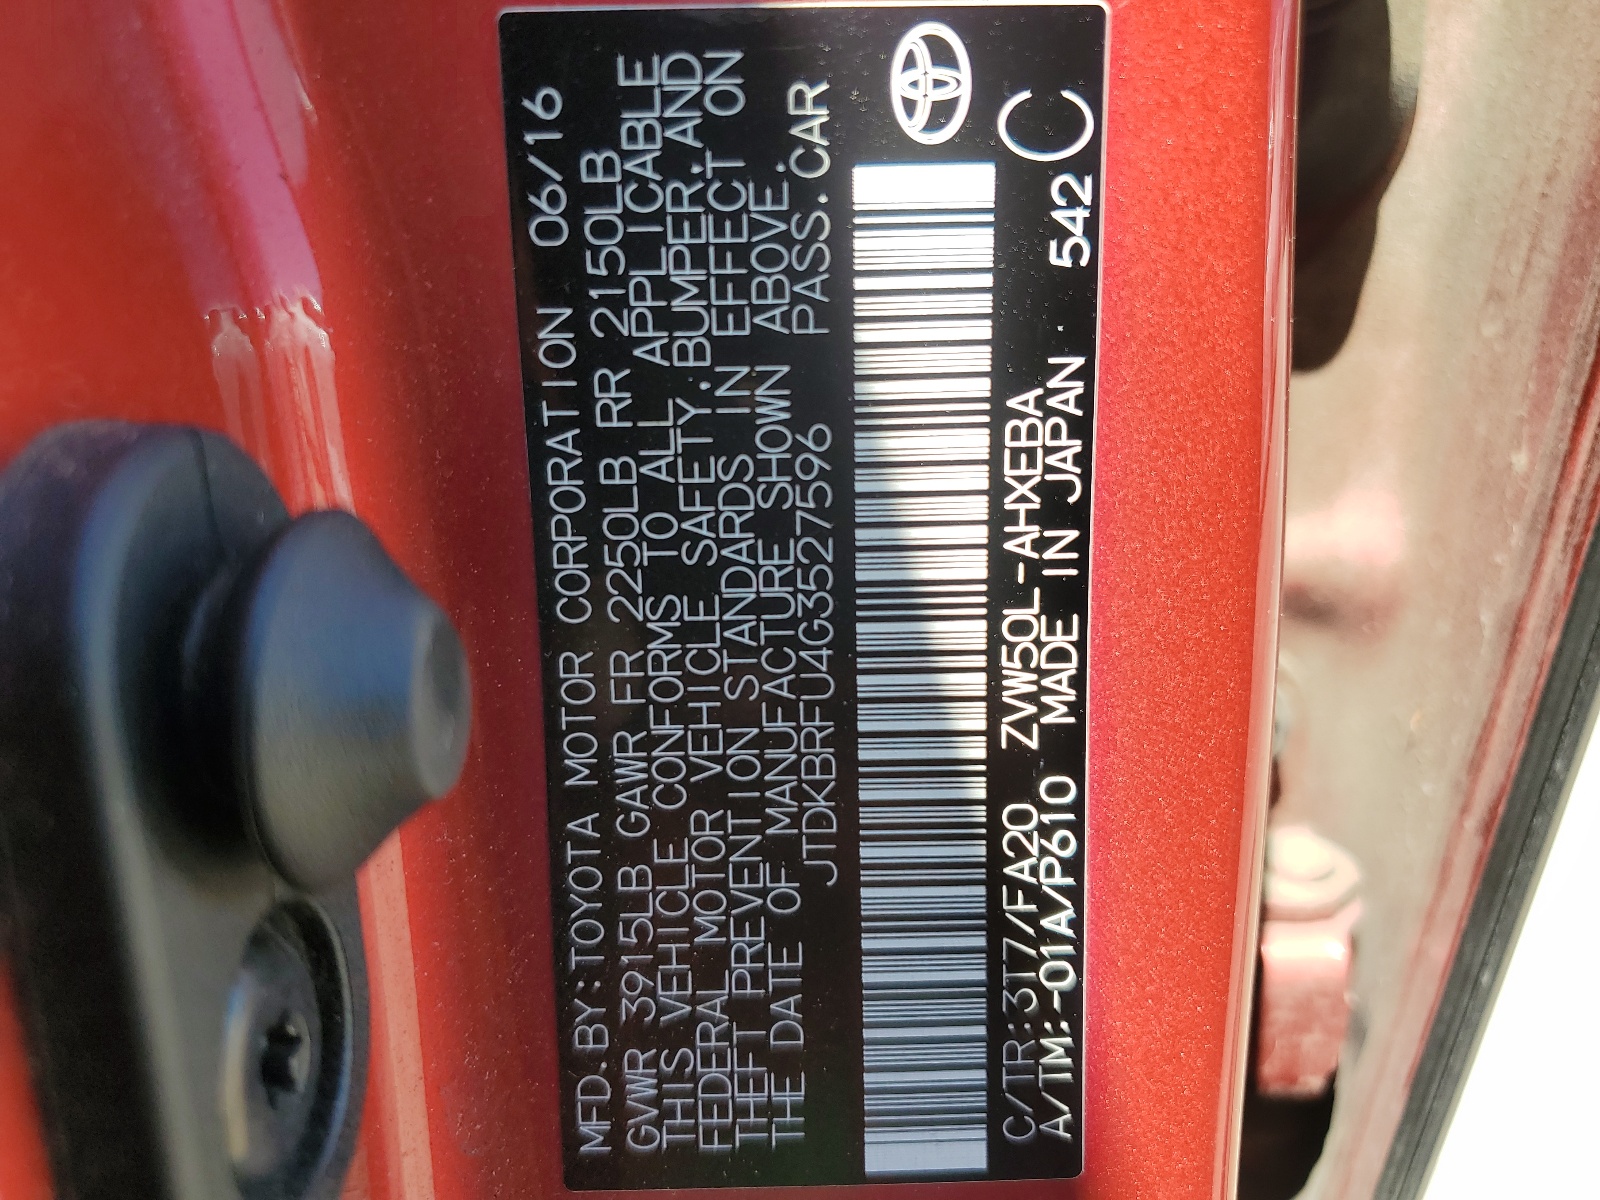 MFD.BY:TOYOTA MOTOR CORPORATION 06/16
GVWR 3915LB GAWR FR 2250LB RR 2150LB
THIS VEHICLE CONFORMS TO ALL APPLICABLE
FEDERAL MOTOR VEHICLE SAFETY.BUMPER.AND
THEFT PREVENTION STANDARDS IN EFFECT ON
THE DATE OF MANUFACTURE SHOWN ABOVE.
JTDKBRFU4G3527596 PASS.CAR
C/TR:3T7/FA20 ZVW50L-AHXEBA
A/TM:-01A/P610 MADE IN JAPAN 542 C